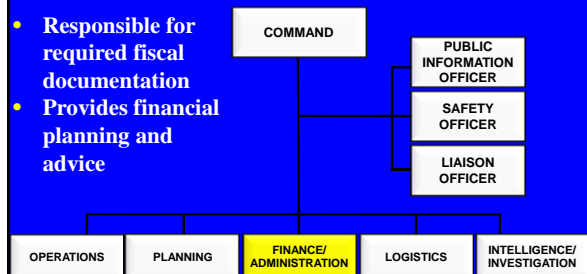 • Responsible for
required fiscal
documentation
• Provides financial
planning and
advice
COMMAND
PUBLIC
INFORMATION
OFFICER
SAFETY
OFFICER
LIAISON
OFFICER
OPERATIONS
PLANNING
FINANCE/
ADMINISTRATION
LOGISTICS
INTELLIGENCE/
INVESTIGATION